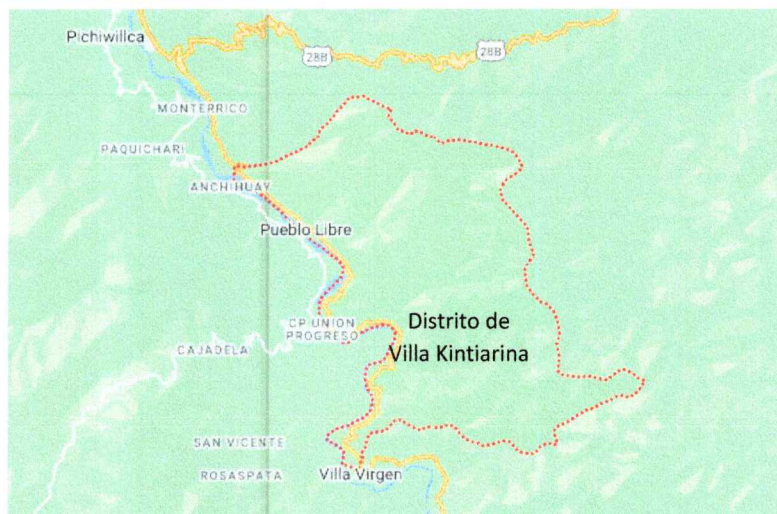 Pichiwillca
28B
28B
MONTERRICO
PAQUICHARI
ANCHIHUAY
Pueblo Libre
Distrito de
Villa Kintiarina
CP UNION
PROGRESO
CAJADELA
SAN VICENTE
ROSASPATA
Villa Virgen